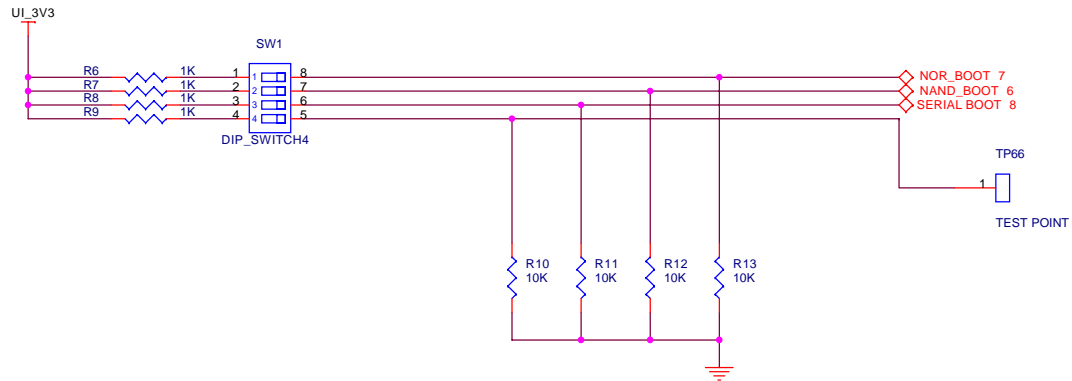 UI_3V3
SW1
R6 1K 1 1 8 NOR_BOOT 7
R7 1K 2 2 7 NAND_BOOT 6
R8 1K 3 3 6 SERIAL BOOT 8
R9 1K 4 4 5
DIP_SWITCH4
TP66
1
TEST POINT
R10 R11 R12 R13
10K 10K 10K 10K